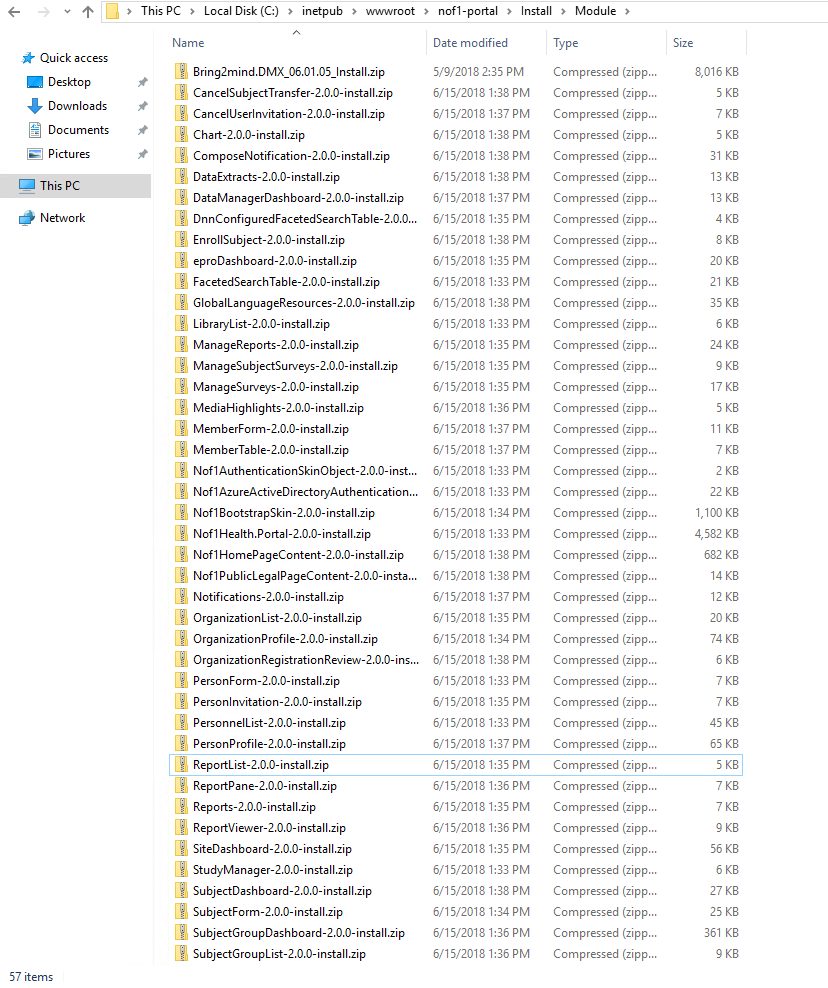 This PC > Local Disk (C:) > inetpub > wwwroot > nof1-portal > Install > Module >
Name Date modified Type Size
Quick access
Desktop
Downloads
Documents
Pictures
This PC
Network
Bring2mind.DMX_06.01.05_Install.zip 5/9/2018 2:35 PM Compressed (zipp... 8,016 KB
CancelSubjectTransfer-2.0.0-install.zip 6/15/2018 1:38 PM Compressed (zipp... 5 KB
CancelUserInvitation-2.0.0-install.zip 6/15/2018 1:37 PM Compressed (zipp... 7 KB
Chart-2.0.0-install.zip 6/15/2018 1:38 PM Compressed (zipp... 5 KB
ComposeNotification-2.0.0-install.zip 6/15/2018 1:38 PM Compressed (zipp... 31 KB
DataExtracts-2.0.0-install.zip 6/15/2018 1:38 PM Compressed (zipp... 13 KB
DataManagerDashboard-2.0.0-install.zip 6/15/2018 1:37 PM Compressed (zipp... 13 KB
DnnConfiguredFacetedSearchTable-2.0.0... 6/15/2018 1:35 PM Compressed (zipp... 4 KB
EnrollSubject-2.0.0-install.zip 6/15/2018 1:38 PM Compressed (zipp... 8 KB
eproDashboard-2.0.0-install.zip 6/15/2018 1:35 PM Compressed (zipp... 20 KB
FacetedSearchTable-2.0.0-install.zip 6/15/2018 1:33 PM Compressed (zipp... 21 KB
GlobalLanguageResources-2.0.0-install.zip 6/15/2018 1:38 PM Compressed (zipp... 35 KB
LibraryList-2.0.0-install.zip 6/15/2018 1:33 PM Compressed (zipp... 6 KB
ManageReports-2.0.0-install.zip 6/15/2018 1:35 PM Compressed (zipp... 24 KB
ManageSubjectSurveys-2.0.0-install.zip 6/15/2018 1:35 PM Compressed (zipp... 9 KB
ManageSurveys-2.0.0-install.zip 6/15/2018 1:35 PM Compressed (zipp... 17 KB
MediaHighlights-2.0.0-install.zip 6/15/2018 1:36 PM Compressed (zipp... 5 KB
MemberForm-2.0.0-install.zip 6/15/2018 1:37 PM Compressed (zipp... 11 KB
MemberTable-2.0.0-install.zip 6/15/2018 1:37 PM Compressed (zipp... 7 KB
Nof1AuthenticationSkinObject-2.0.0-inst... 6/15/2018 1:33 PM Compressed (zipp... 2 KB
Nof1AzureActiveDirectoryAuthentication... 6/15/2018 1:33 PM Compressed (zipp... 22 KB
Nof1BootstrapSkin-2.0.0-install.zip 6/15/2018 1:34 PM Compressed (zipp... 1,100 KB
Nof1Health.Portal-2.0.0-install.zip 6/15/2018 1:33 PM Compressed (zipp... 4,582 KB
Nof1HomePageContent-2.0.0-install.zip 6/15/2018 1:38 PM Compressed (zipp... 682 KB
Nof1PublicLegalPageContent-2.0.0-insta... 6/15/2018 1:38 PM Compressed (zipp... 14 KB
Notifications-2.0.0-install.zip 6/15/2018 1:37 PM Compressed (zipp... 12 KB
OrganizationList-2.0.0-install.zip 6/15/2018 1:35 PM Compressed (zipp... 20 KB
OrganizationProfile-2.0.0-install.zip 6/15/2018 1:34 PM Compressed (zipp... 74 KB
OrganizationRegistrationReview-2.0.0-ins... 6/15/2018 1:38 PM Compressed (zipp... 6 KB
PersonForm-2.0.0-install.zip 6/15/2018 1:33 PM Compressed (zipp... 7 KB
PersonInvitation-2.0.0-install.zip 6/15/2018 1:35 PM Compressed (zipp... 7 KB
PersonnelList-2.0.0-install.zip 6/15/2018 1:33 PM Compressed (zipp... 45 KB
PersonProfile-2.0.0-install.zip 6/15/2018 1:37 PM Compressed (zipp... 65 KB
ReportList-2.0.0-install.zip 6/15/2018 1:35 PM Compressed (zipp... 5 KB
ReportPane-2.0.0-install.zip 6/15/2018 1:36 PM Compressed (zipp... 7 KB
Reports-2.0.0-install.zip 6/15/2018 1:35 PM Compressed (zipp... 7 KB
ReportViewer-2.0.0-install.zip 6/15/2018 1:36 PM Compressed (zipp... 9 KB
SiteDashboard-2.0.0-install.zip 6/15/2018 1:35 PM Compressed (zipp... 56 KB
StudyManager-2.0.0-install.zip 6/15/2018 1:33 PM Compressed (zipp... 6 KB
SubjectDashboard-2.0.0-install.zip 6/15/2018 1:38 PM Compressed (zipp... 27 KB
SubjectForm-2.0.0-install.zip 6/15/2018 1:34 PM Compressed (zipp... 25 KB
SubjectGroupDashboard-2.0.0-install.zip 6/15/2018 1:36 PM Compressed (zipp... 361 KB
SubjectGroupList-2.0.0-install.zip 6/15/2018 1:36 PM Compressed (zipp... 9 KB
57 items